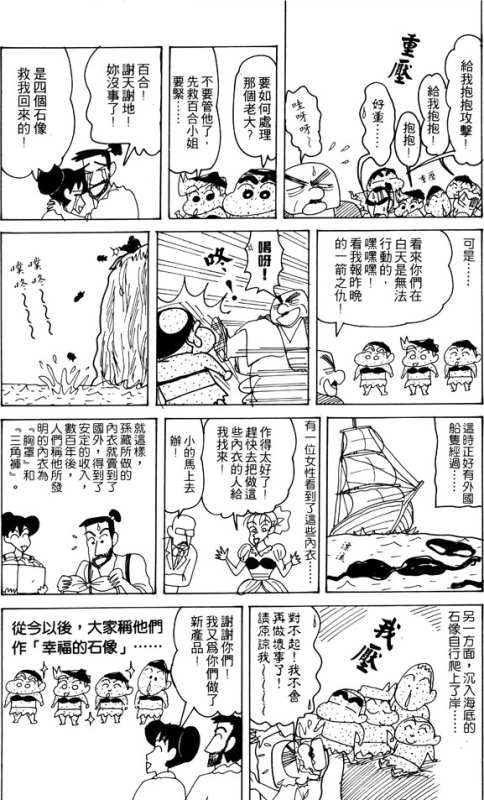 給我抱抱攻擊!
給我抱抱!
抱抱!
好重……
重壓
重壓
哇呀~
要如何處理
那個老大?
不要管他了,
先救百合小姐
要緊……
百合!
謝天謝地!
妳沒事了!
是四個石像
救我回來的!
可是……
看來你們在
白天是無法
行動的,
嘿嘿嘿!
看我報昨晚
的一箭之仇!
喝呀!
咚!
噗咚~~
噗咚~~
這時正好有外國
船隻經過……
有一位女性看到了這些內衣……
作得太好了!
趕快去把做這
些內衣的人給
我找來!
小的馬上去
辦!
就這樣,
孫藏所做的
內衣就賣到了
國外,得到了
安定的收入,
數百年後,
人們稱他所發
明的內衣為
『胸罩』和
『三角褲』。
另一方面,沉入海底的
石像自行爬上了岸……
我壓
對不起!我不會
再做壞事了!
請原諒我~~
謝謝你們!
我又為你們做了
新產品!
從今以後,大家稱他們
作「幸福的石像」……